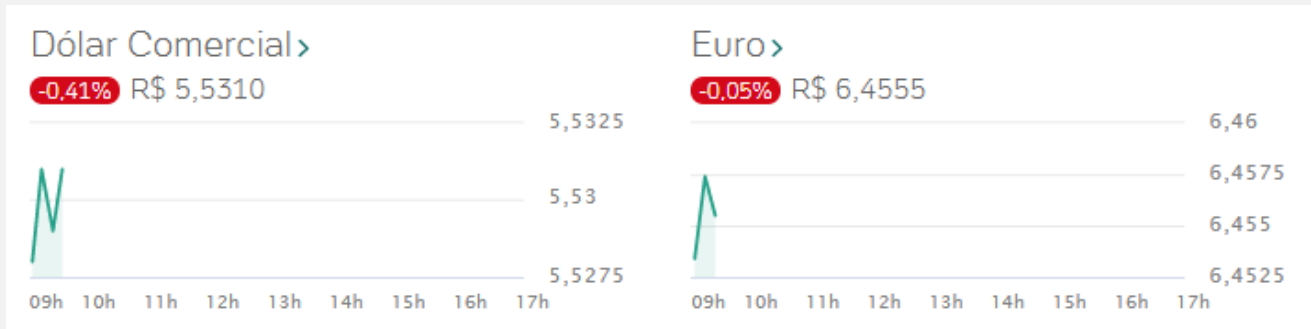 Dólar Comercial
-0,41% R$ 5,5310
5,5325
5,53
5,5275
09h 10h 11h 12h 13h 14h 15h 16h 17h
Euro
-0,05% R$ 6,4555
6,46
6,4575
6,455
6,4525
09h 10h 11h 12h 13h 14h 15h 16h 17h